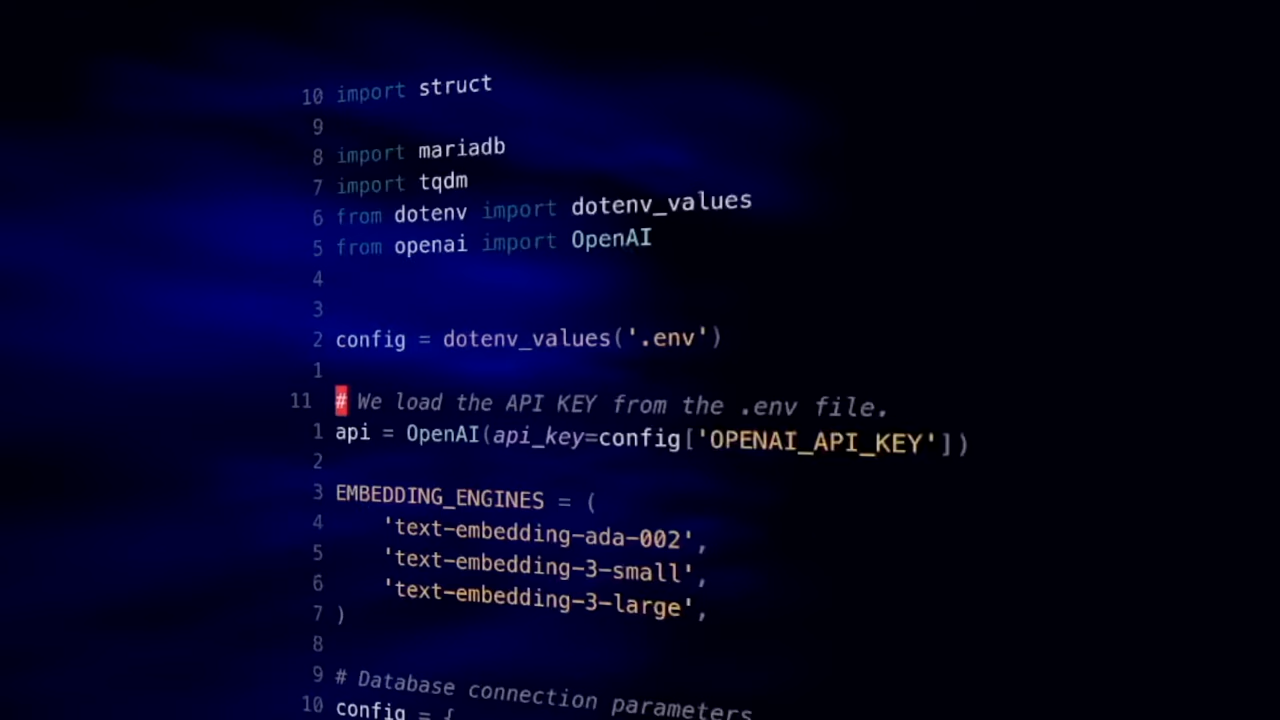 10 import struct
9
8 import mariadb
7 import tqdm
6 from dotenv import dotenv_values
5 from openai import OpenAI
4
3
2 config = dotenv_values('.env')
1
11 # We load the API KEY from the .env file.
1 api = OpenAI(api_key=config['OPENAI_API_KEY'])
2
3 EMBEDDING_ENGINES = (
4 'text-embedding-ada-002',
5 'text-embedding-3-small',
6 'text-embedding-3-large',
7 )
8
9 # Database connection parameters
10 config = {